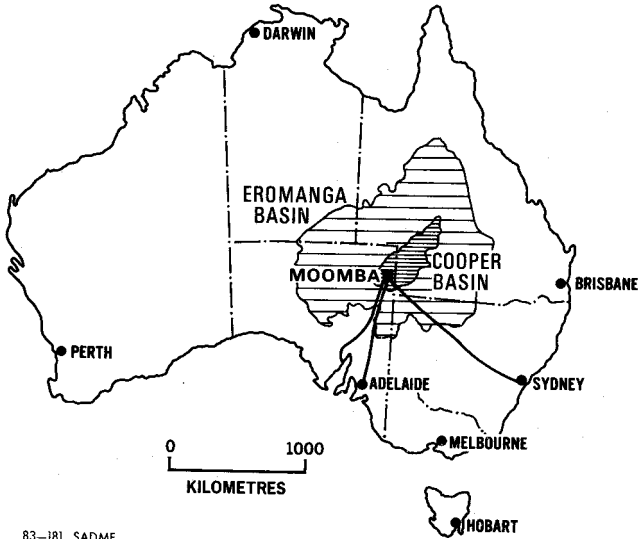 DARWIN
EROMANGA
BASIN
MOOMBA
COOPER
BASIN
BRISBANE
PERTH
ADELAIDE
SYDNEY
MELBOURNE
0 1000
KILOMETRES
HOBART
83–181 SADME